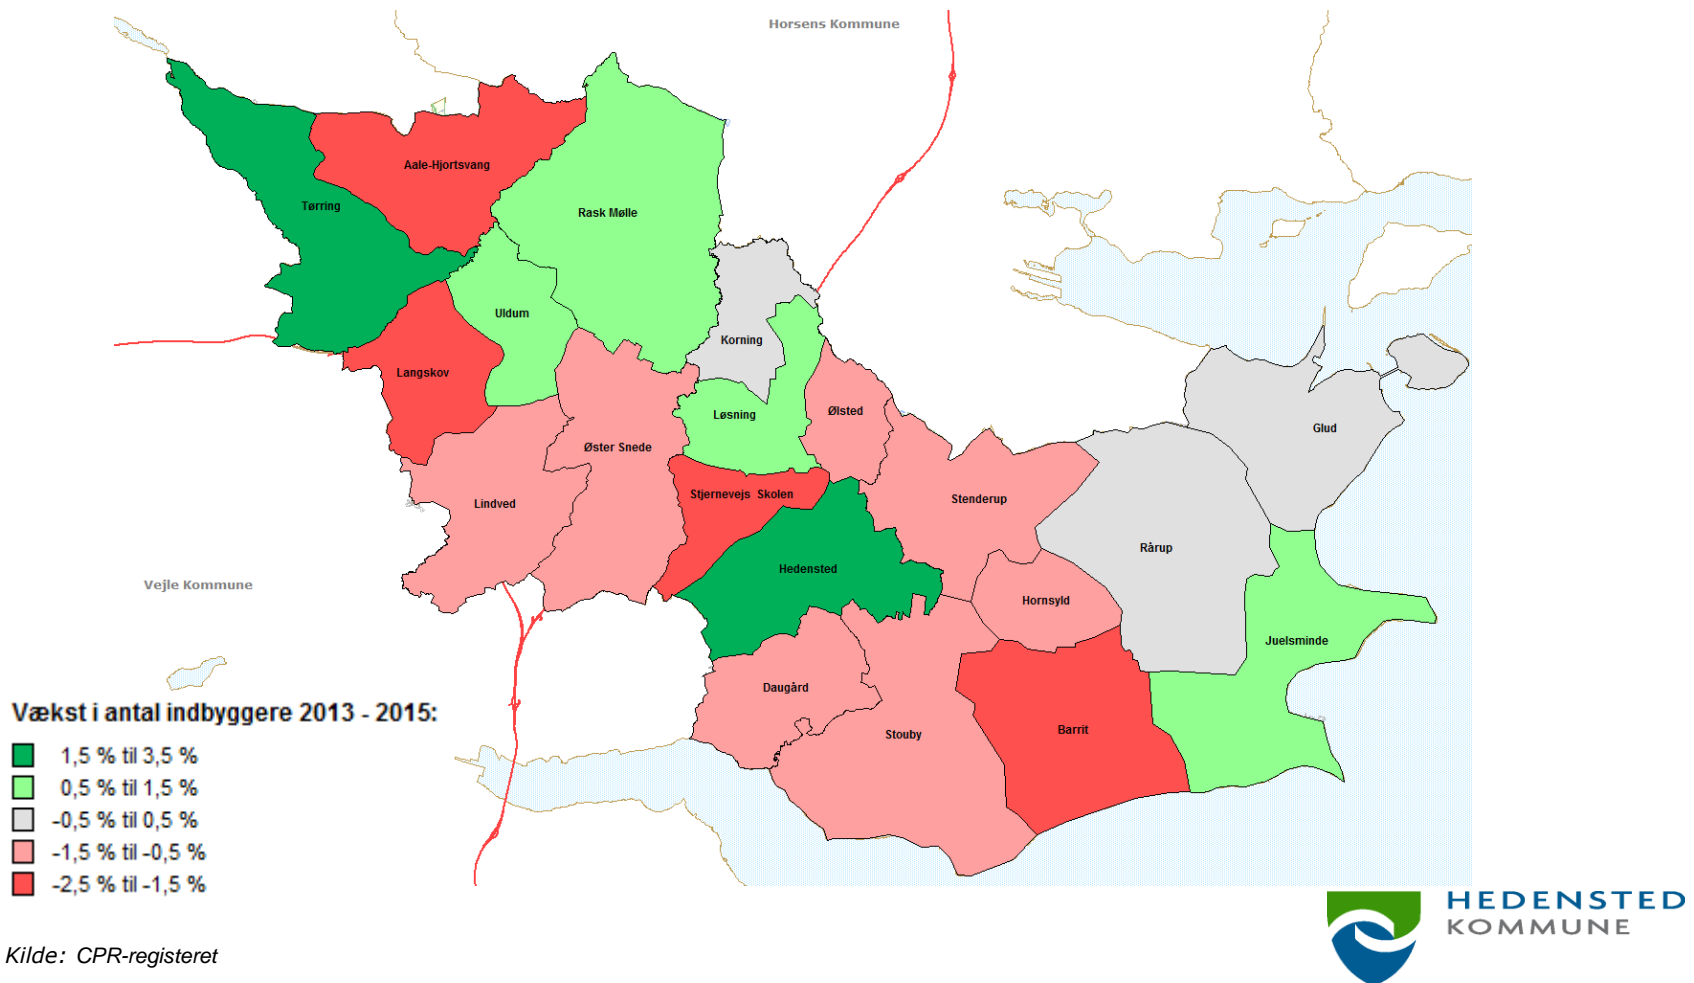 Horsens Kommune
Aale-Hjortsvang
Tørring
Rask Mølle
Uldum
Korning
Langskov
Løsning
Ølsted
Glud
Øster Snede
Stjernevejs Skolen
Lindved
Stenderup
Rårup
Hedensted
Vejle Kommune
Hornsyld
Juelsminde
Daugård
Stouby
Barrit
Vækst i antal indbyggere 2013 - 2015:
1,5 % til 3,5 %
0,5 % til 1,5 %
-0,5 % til 0,5 %
-1,5 % til -0,5 %
-2,5 % til -1,5 %
HEDENSTED
KOMMUNE
Kilde: CPR-registeret